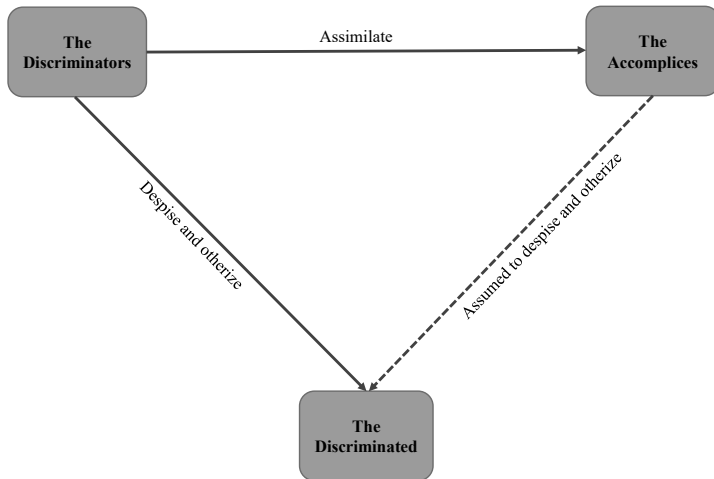 The
Discriminators
Assimilate
The
Accomplices
Despise and otherize
Assumed to despise and otherize
The
Discriminated